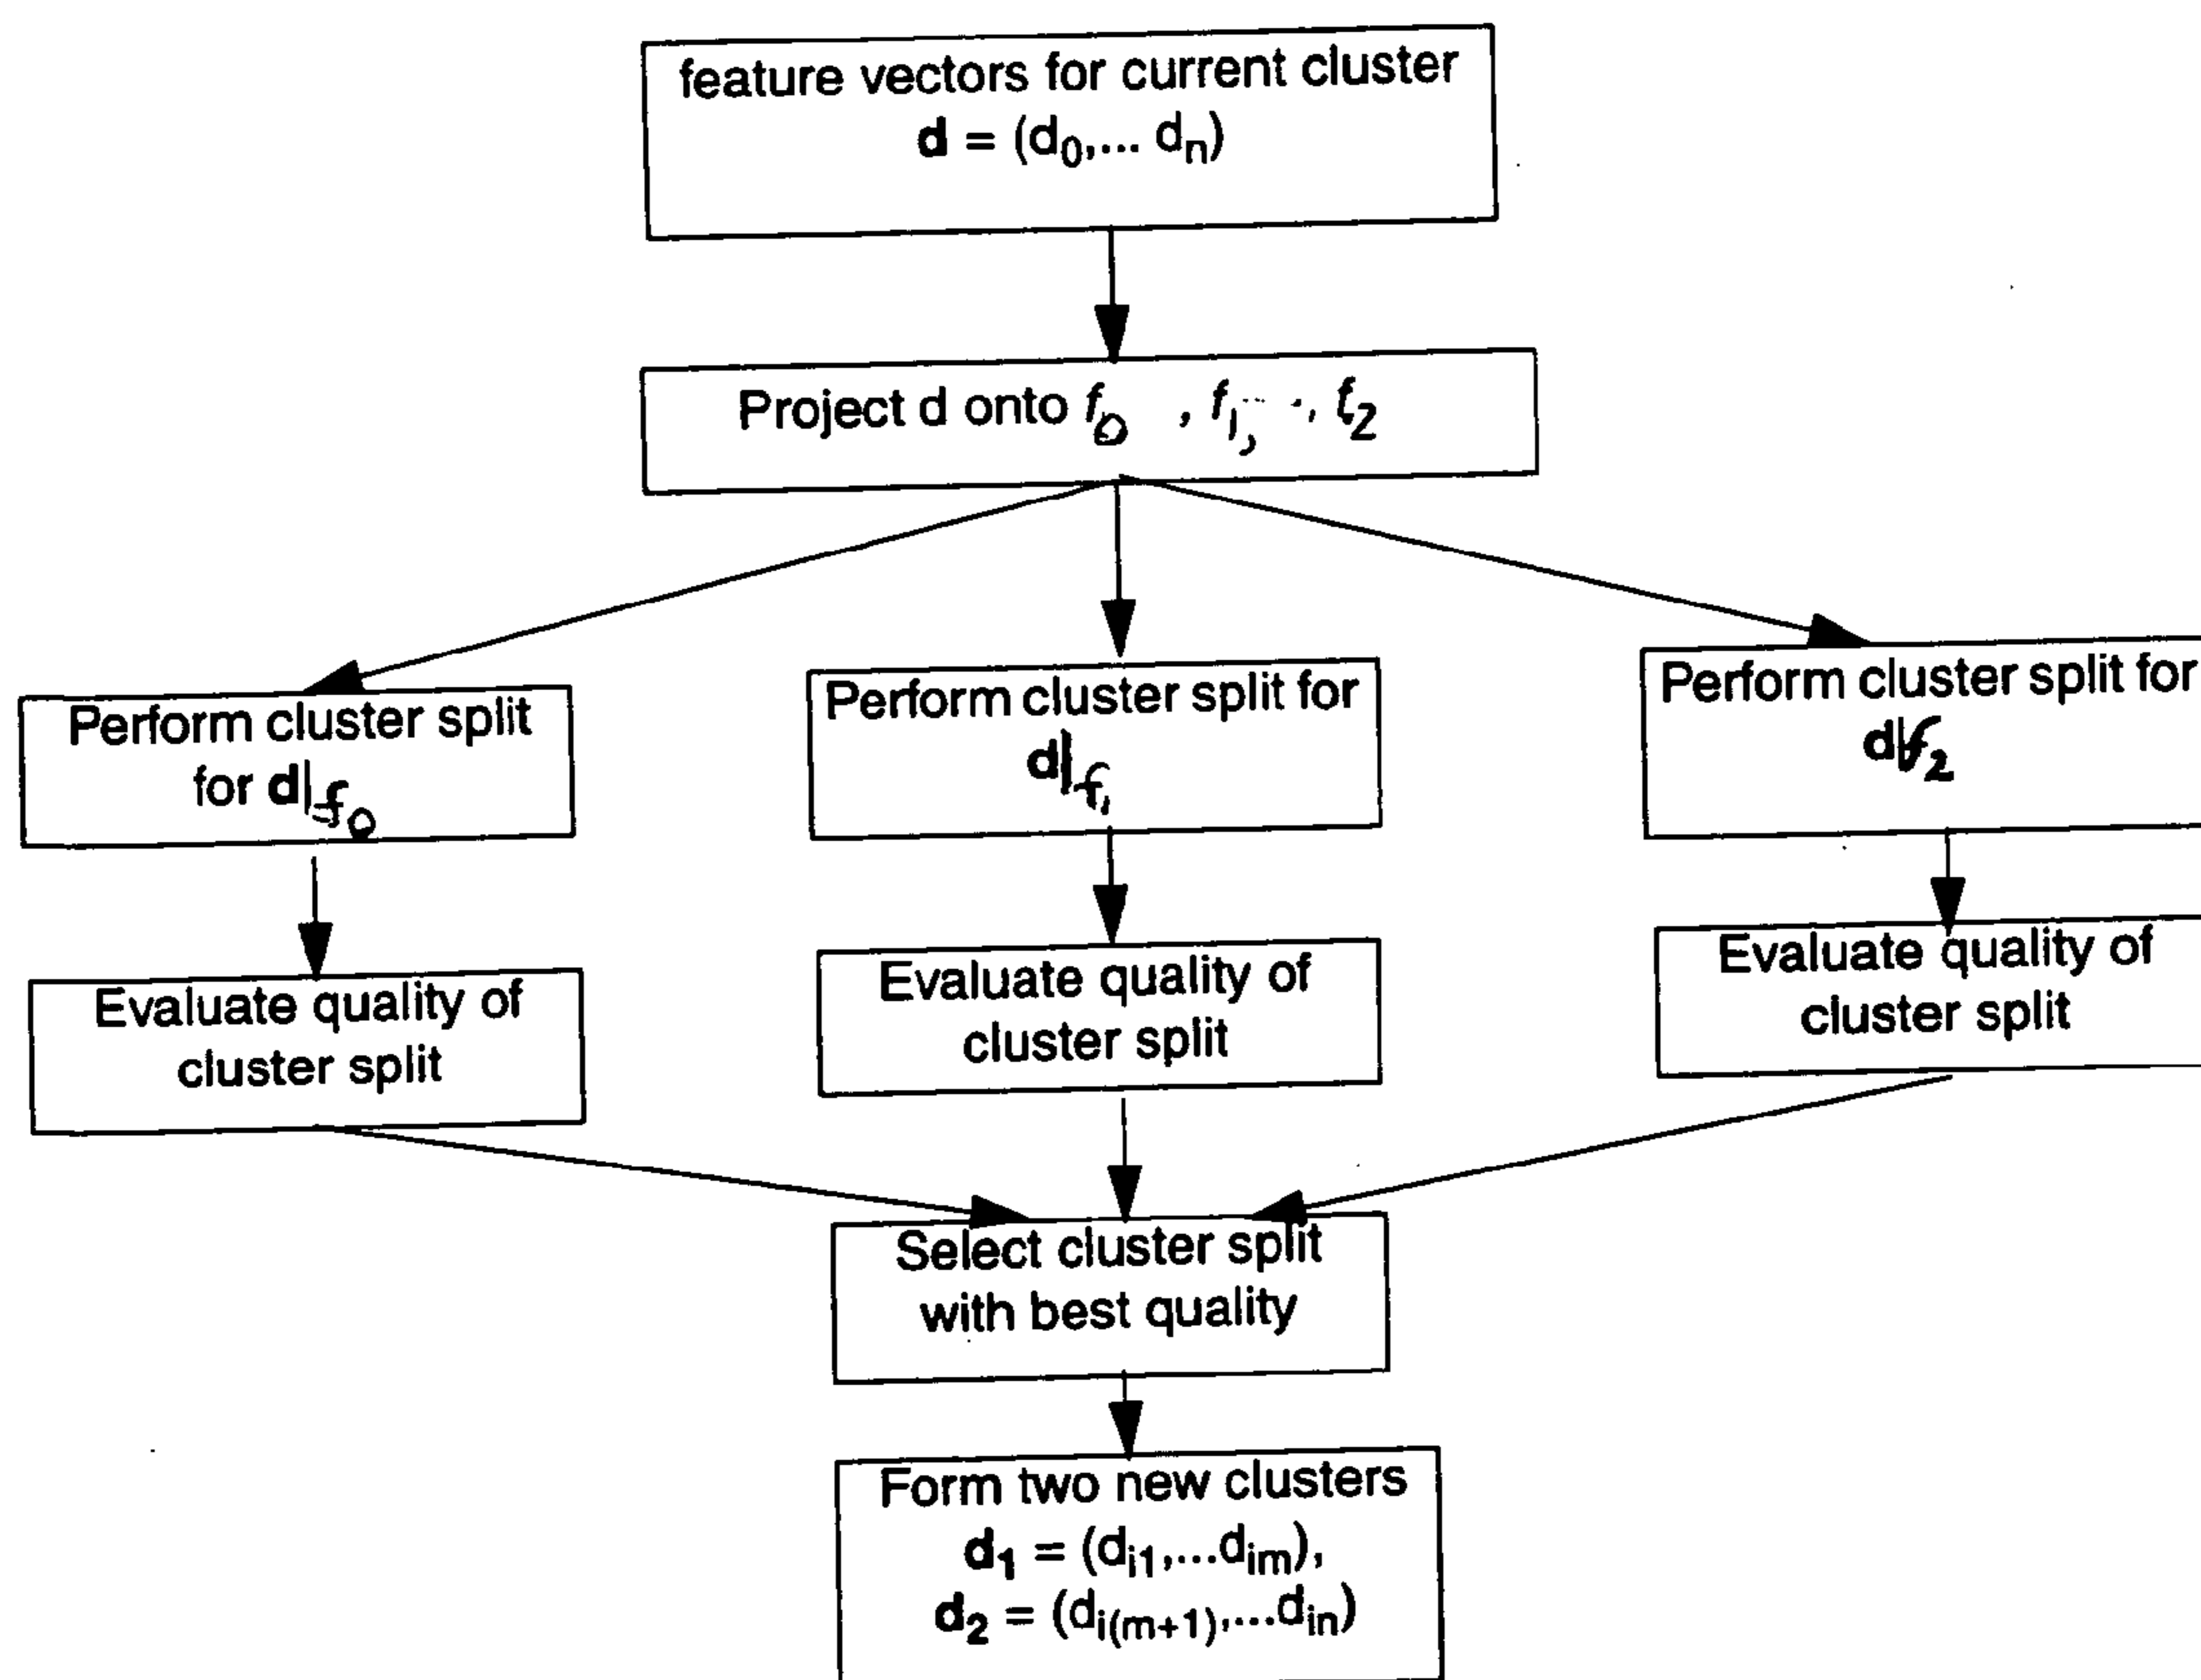 feature vectors for current cluster
d = (d₀,... dₙ)
Project d onto f₀ , f₁, ..., f₂
Perform cluster split
for d|f₀
Perform cluster split for
d|f₁
Perform cluster split for
d|f₂
Evaluate quality of
cluster split
Evaluate quality of
cluster split
Evaluate quality of
cluster split
Select cluster split
with best quality
Form two new clusters
d₁ = (dᵢ₁,...dᵢₘ),
d₂ = (dᵢ₍ₘ₊₁₎,...dᵢₙ)